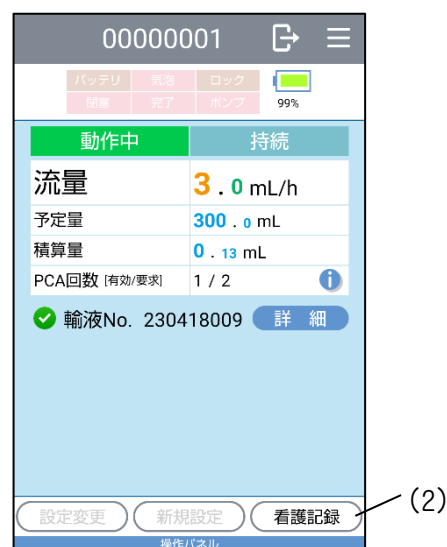 00000001
バッテリ 気泡 ロック
閉塞 完了 ポンプ 99%
動作中 持続
流量 3.0 mL/h
予定量 300.0 mL
積算量 0.13 mL
PCA回数 [有効/要求] 1 / 2 i
輸液No. 230418009 詳 細
設定変更 新規設定 看護記録 (2)
操作パネル